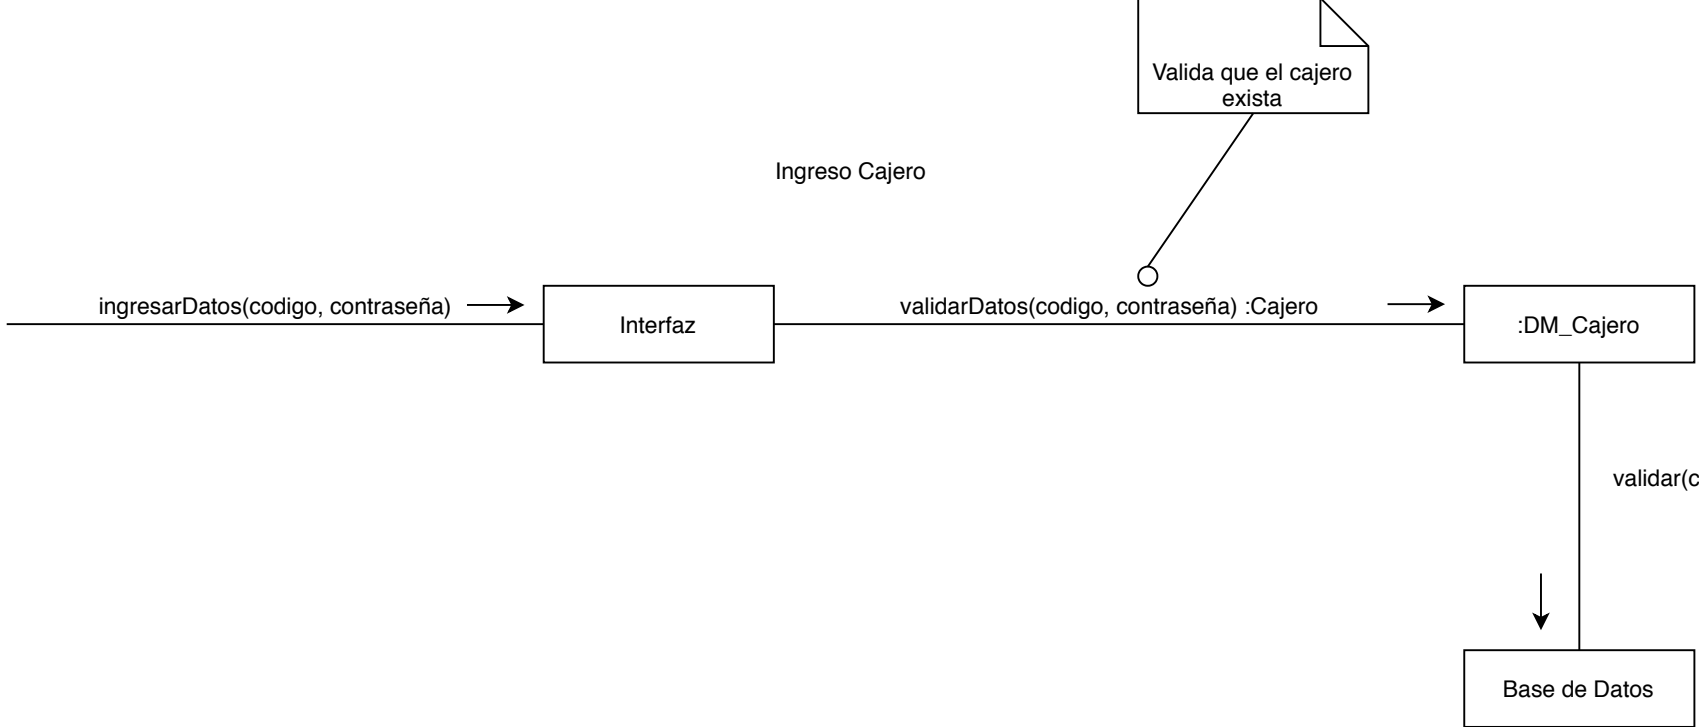 Valida que el cajero
exista
Ingreso Cajero
ingresarDatos(codigo, contraseña)
Interfaz
validarDatos(codigo, contraseña) :Cajero
:DM_Cajero
validar(c
Base de Datos